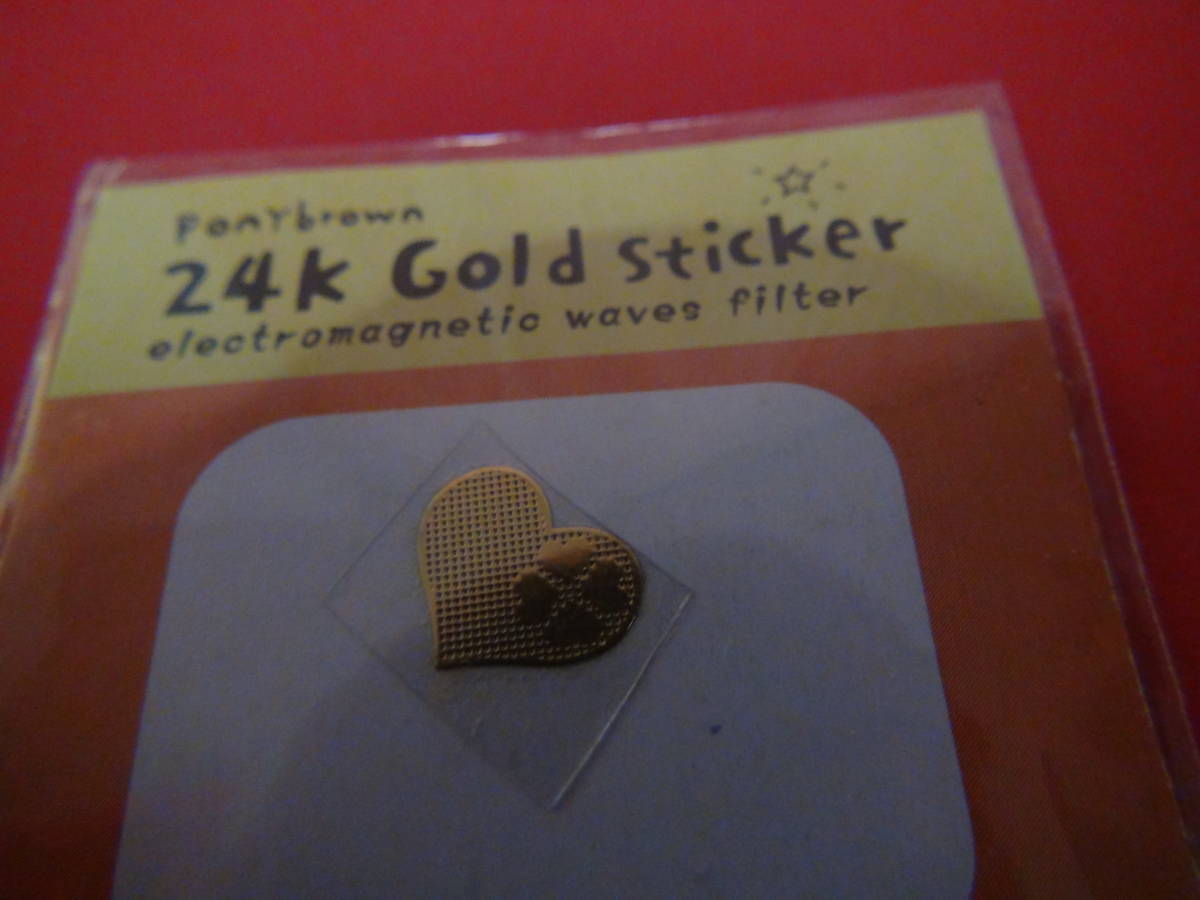 Ponybrown
24k Gold Sticker
electromagnetic waves filter